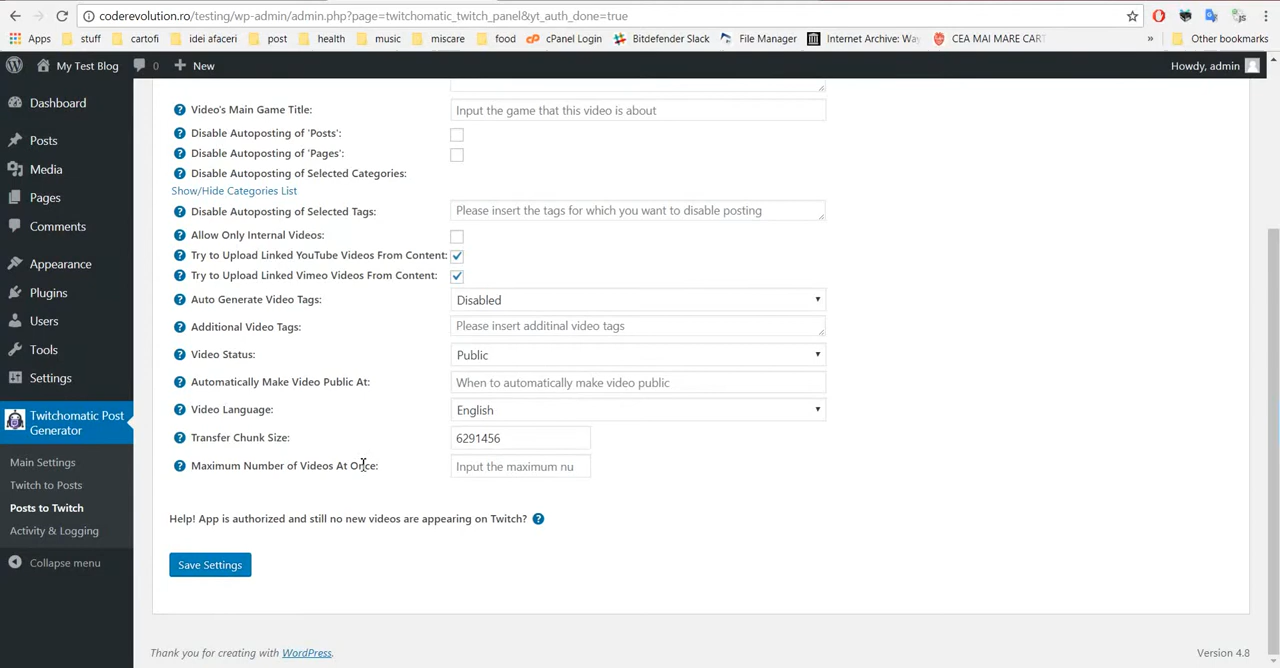 coderevolution.ro/testing/wp-admin/admin.php?page=twitchomatic_twitch_panel&yt_auth_done=true
Apps stuff cartofi idei afaceri post health music miscare food cPanel Login Bitdefender Slack File Manager Internet Archive: Way CEA MAI MARE CART » Other bookmarks
My Test Blog 0 New Howdy, admin
Dashboard
Posts
Media
Pages
Comments
Appearance
Plugins
Users
Tools
Settings
Twitchomatic Post
Generator
Main Settings
Twitch to Posts
Posts to Twitch
Activity & Logging
Collapse menu
Video's Main Game Title: Input the game that this video is about
Disable Autoposting of 'Posts':
Disable Autoposting of 'Pages':
Disable Autoposting of Selected Categories:
Show/Hide Categories List
Disable Autoposting of Selected Tags: Please insert the tags for which you want to disable posting
Allow Only Internal Videos:
Try to Upload Linked YouTube Videos From Content:
Try to Upload Linked Vimeo Videos From Content:
Auto Generate Video Tags: Disabled
Additional Video Tags: Please insert additinal video tags
Video Status: Public
Automatically Make Video Public At: When to automatically make video public
Video Language: English
Transfer Chunk Size: 6291456
Maximum Number of Videos At Once: Input the maximum nu
Help! App is authorized and still no new videos are appearing on Twitch?
Save Settings
Thank you for creating with WordPress. Version 4.8